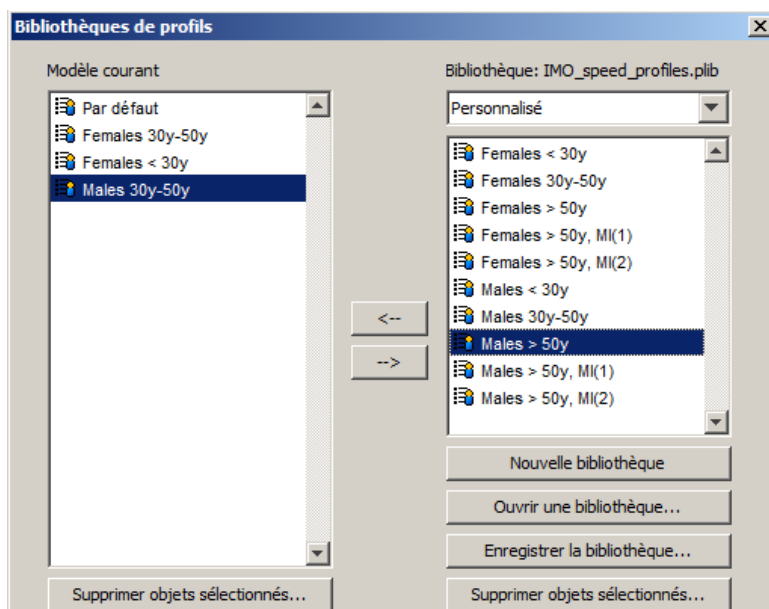 Bibliothèques de profils
Modèle courant
Par défaut
Females 30y-50y
Females < 30y
Males 30y-50y
Supprimer objets sélectionnés...
<--
-->
Bibliothèque: IMO_speed_profiles.plib
Personnalisé
Females < 30y
Females 30y-50y
Females > 50y
Females > 50y, MI(1)
Females > 50y, MI(2)
Males < 30y
Males 30y-50y
Males > 50y
Males > 50y, MI(1)
Males > 50y, MI(2)
Nouvelle bibliothèque
Ouvrir une bibliothèque...
Enregistrer la bibliothèque...
Supprimer objets sélectionnés...